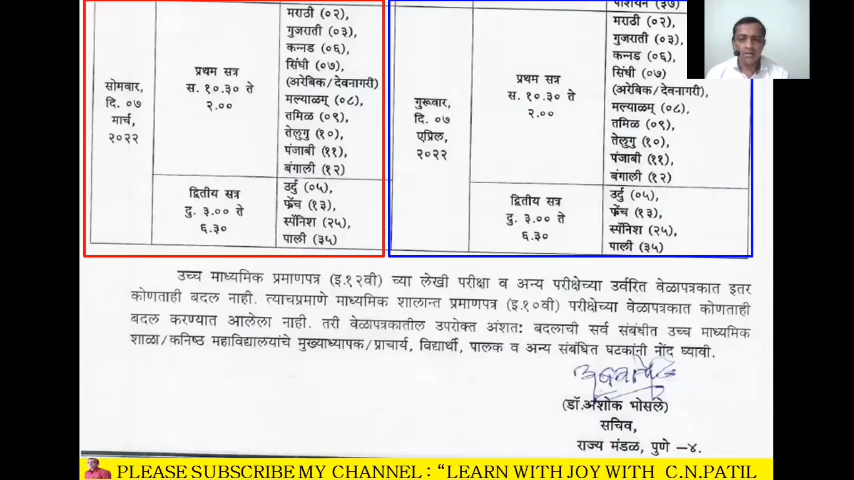 पाशियन (३७)
सोमवार,
दि. ०७
मार्च,
२०२२
प्रथम सत्र
स. १०.३० ते
२.००
मराठी (०२),
गुजराती (०३),
कन्नड (०६),
सिंधी (०७),
(अरेबिक/देवनागरी)
मल्याळम् (०८),
तमिळ (०९),
तेलुगु (१०),
पंजाबी (११),
बंगाली (१२)
द्वितीय सत्र
दु. ३.०० ते
६.३०
उर्दु (०५),
फ्रेंच (१३),
स्पॅनिश (२५),
पाली (३५)
गुरूवार,
दि. ०७
एप्रिल,
२०२२
प्रथम सत्र
स. १०.३० ते
२.००
मराठी (०२),
गुजराती (०३),
कन्नड (०६),
सिंधी (०७)
(अरेबिक/देवनागरी),
मल्याळम् (०८),
तमिळ (०९),
तेलुगु (१०),
पंजाबी (११),
बंगाली (१२)
द्वितीय सत्र
दु. ३.०० ते
६.३०
उर्दु (०५),
फ्रेंच (१३),
स्पॅनिश (२५),
पाली (३५)
उच्च माध्यमिक प्रमाणपत्र (इ.१२वी) च्या लेखी परीक्षा व अन्य परीक्षेच्या उर्वरित वेळापत्रकात इतर
कोणताही बदल नाही. त्याचप्रमाणे माध्यमिक शालान्त प्रमाणपत्र (इ.१०वी) परीक्षेच्या वेळापत्रकात कोणताही
बदल करण्यात आलेला नाही. तरी वेळापत्रकातील उपरोक्त अंशत: बदलाची सर्व संबंधीत उच्च माध्यमिक
शाळा/कनिष्ठ महाविद्यालयांचे मुख्याध्यापक/प्राचार्य, विद्यार्थी, पालक व अन्य संबंधित घटकांनी नोंद घ्यावी.
(डॉ.अशोक भोसले)
सचिव,
राज्य मंडळ, पुणे –४.
PLEASE SUBSCRIBE MY CHANNEL : “LEARN WITH JOY WITH C.N.PATIL